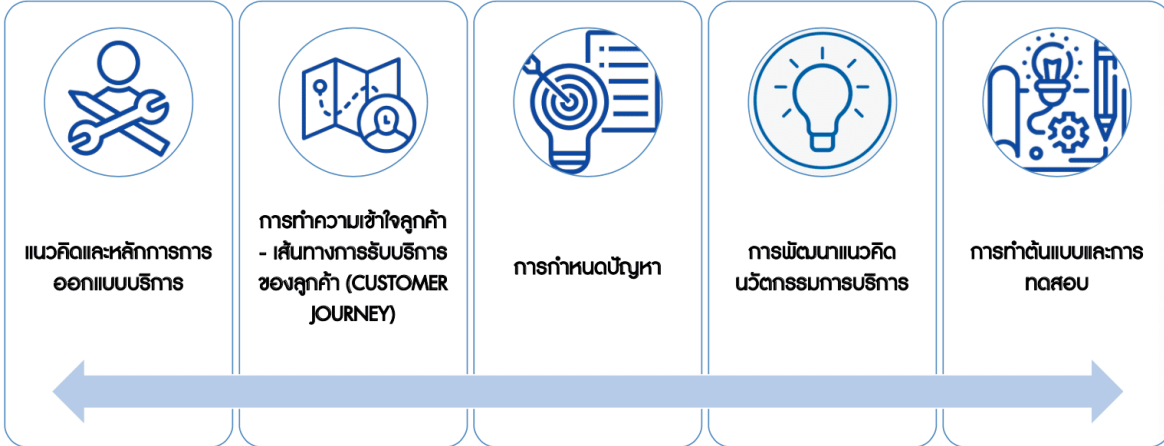 แนวคิดและหลักการการ
ออกแบบบริการ
การทำความเข้าใจลูกค้า
- เส้นทางการรับบริการ
ของลูกค้า (CUSTOMER
JOURNEY)
การกำหนดปัญหา
การพัฒนาแนวคิด
นวัตกรรมการบริการ
การทำต้นแบบและการ
ทดสอบ